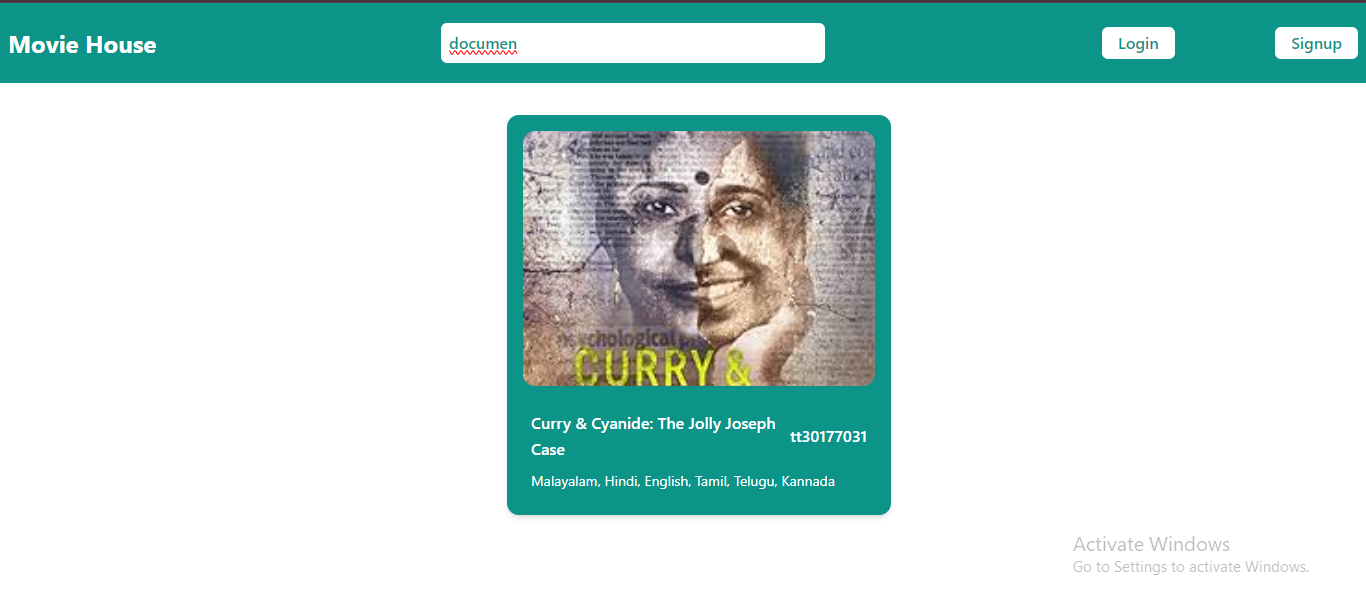 Movie House
documen
Login
Signup
psychological
CURRY &
Curry & Cyanide: The Jolly Joseph
Case
tt30177031
Malayalam, Hindi, English, Tamil, Telugu, Kannada
Activate Windows
Go to Settings to activate Windows.